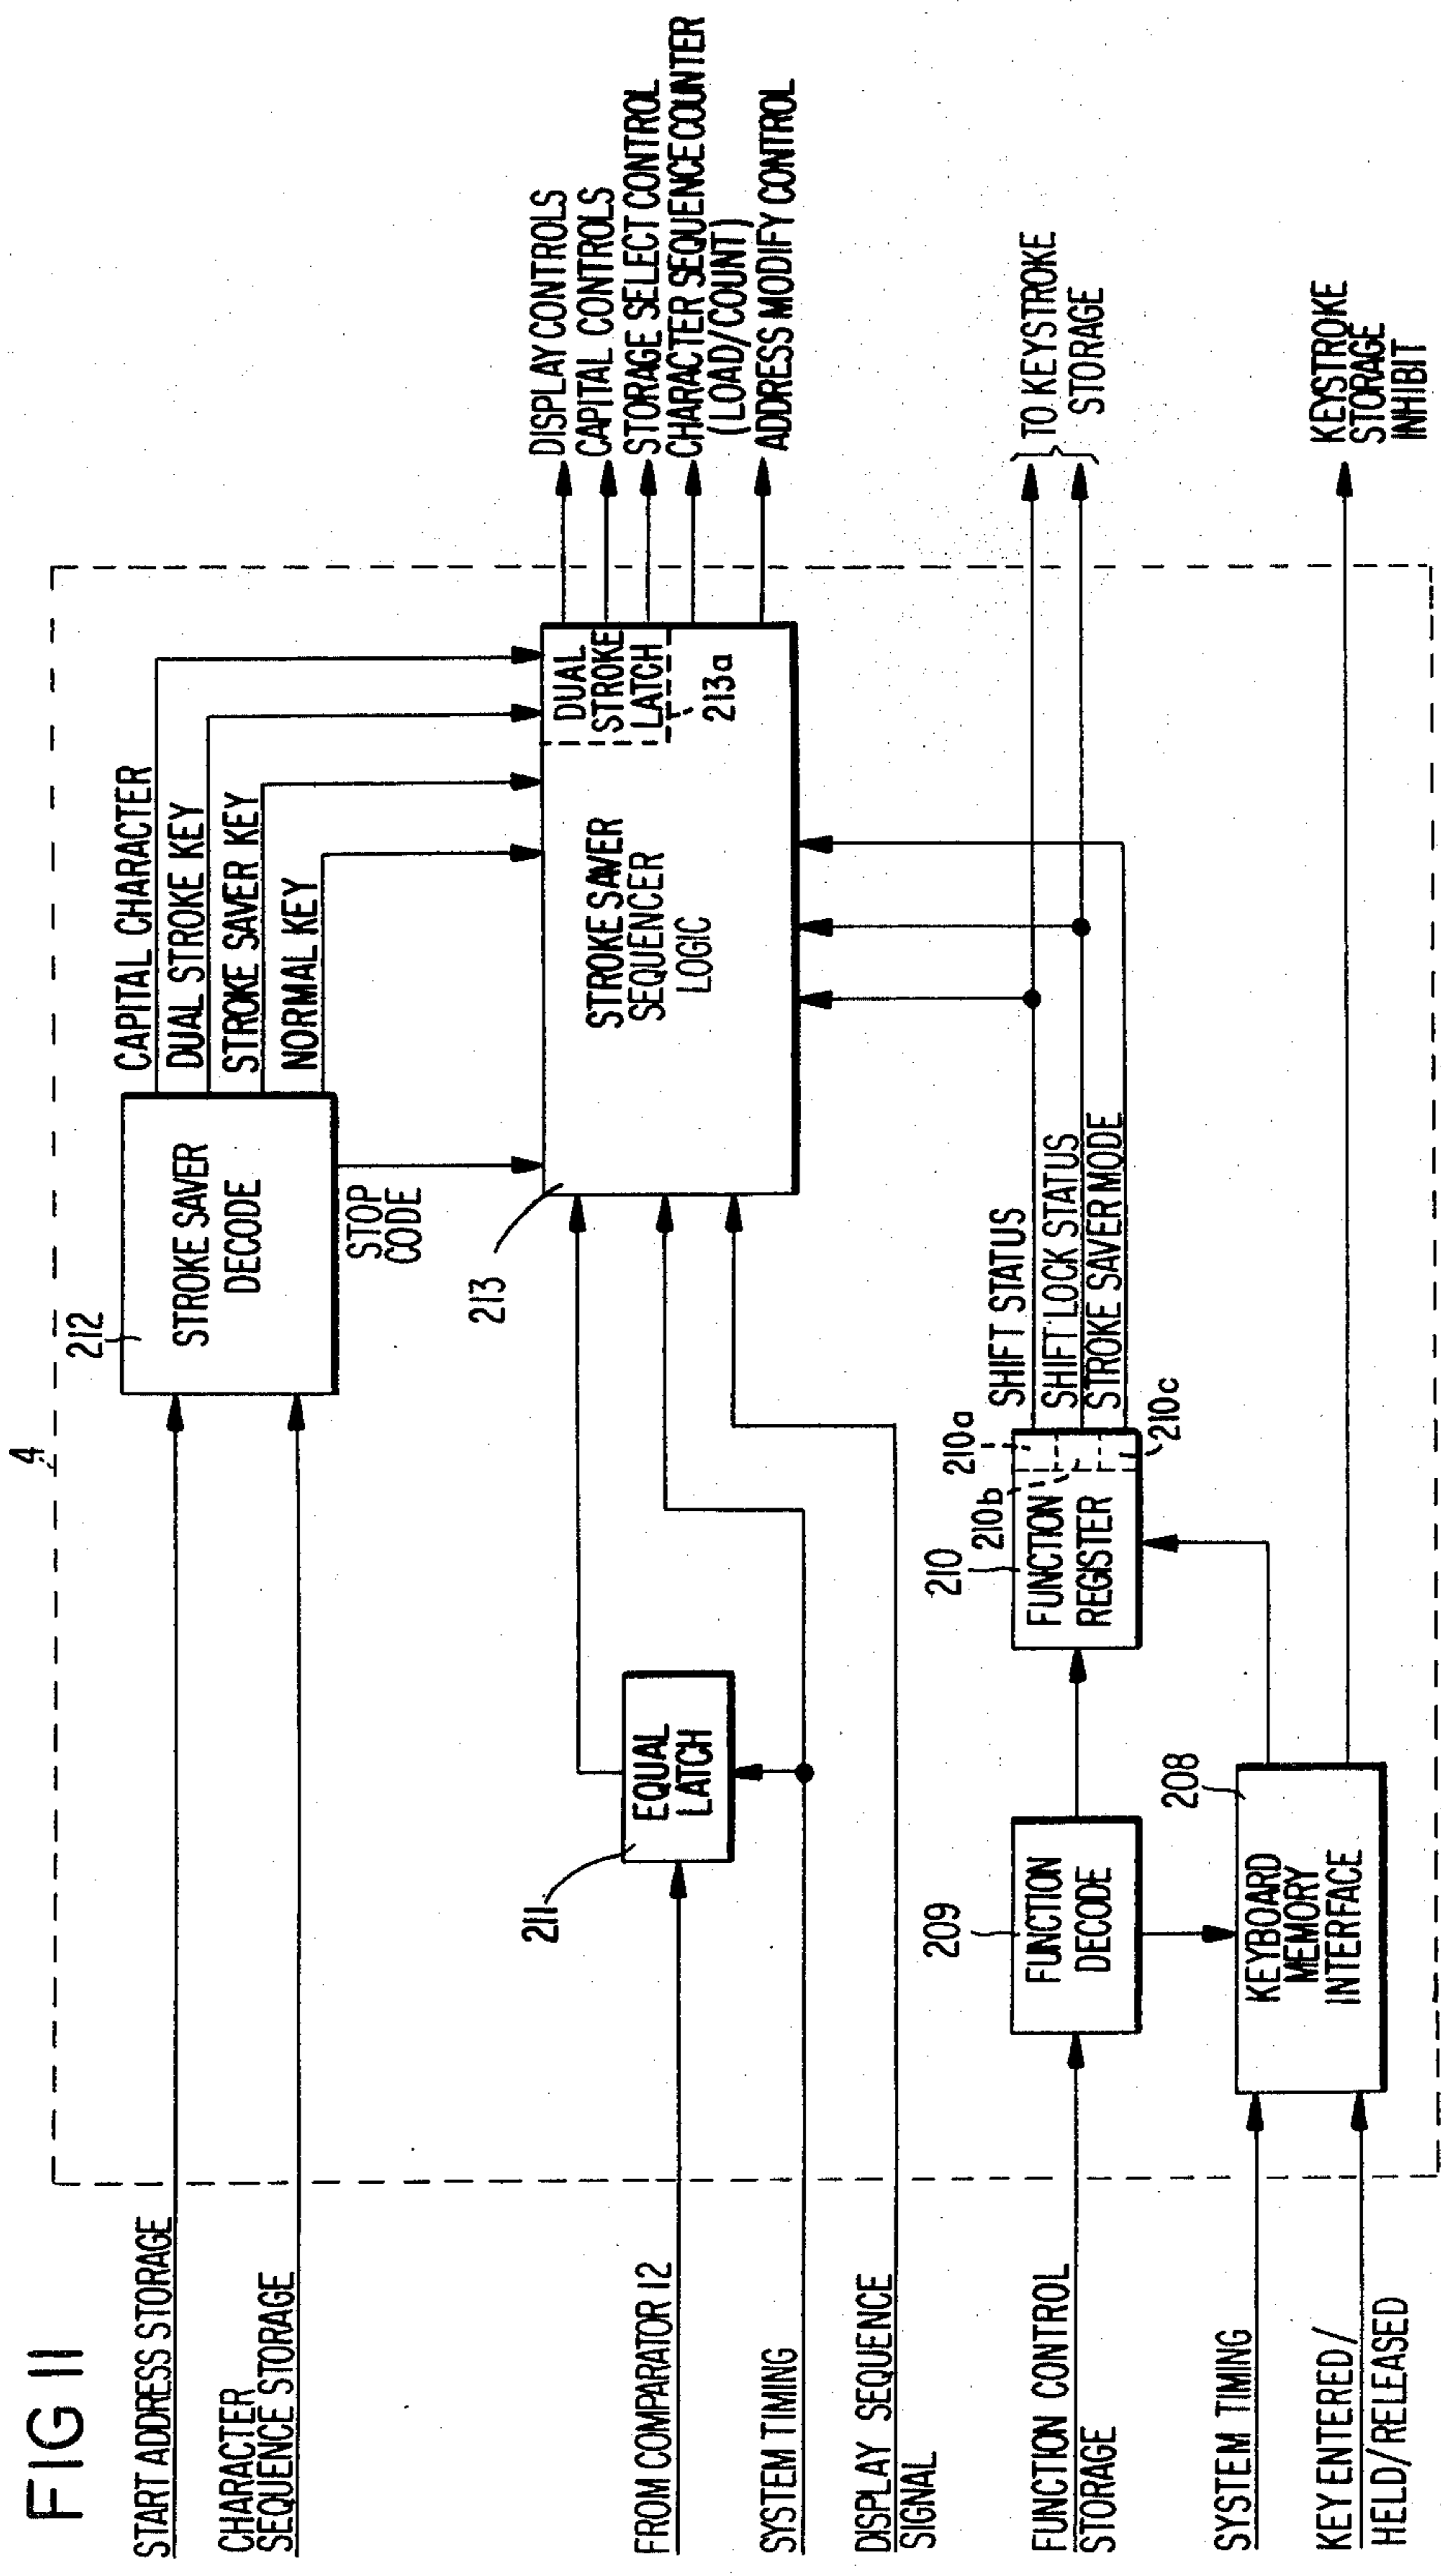 FIG 11
4
START ADDRESS STORAGE
CHARACTER
SEQUENCE STORAGE
212
STROKE SAVER
DECODE
CAPITAL CHARACTER
DUAL STROKE KEY
STROKE SAVER KEY
NORMAL KEY
STOP
CODE
FROM COMPARATOR 12
SYSTEM TIMING
DISPLAY SEQUENCE
SIGNAL
211
EQUAL
LATCH
213
STROKE SAVER
SEQUENCER
LOGIC
DUAL
STROKE
LATCH
213a
DISPLAY CONTROLS
CAPITAL CONTROLS
STORAGE SELECT CONTROL
CHARACTER SEQUENCE COUNTER
(LOAD/COUNT)
ADDRESS MODIFY CONTROL
FUNCTION CONTROL
STORAGE
209
FUNCTION
DECODE
210
FUNCTION
REGISTER
210a
210b
210c
SHIFT STATUS
SHIFT LOCK STATUS
STROKE SAVER MODE
TO KEYSTROKE
STORAGE
SYSTEM TIMING
KEY ENTERED/
HELD/RELEASED
208
KEYBOARD
MEMORY
INTERFACE
KEYSTROKE
STORAGE
INHIBIT